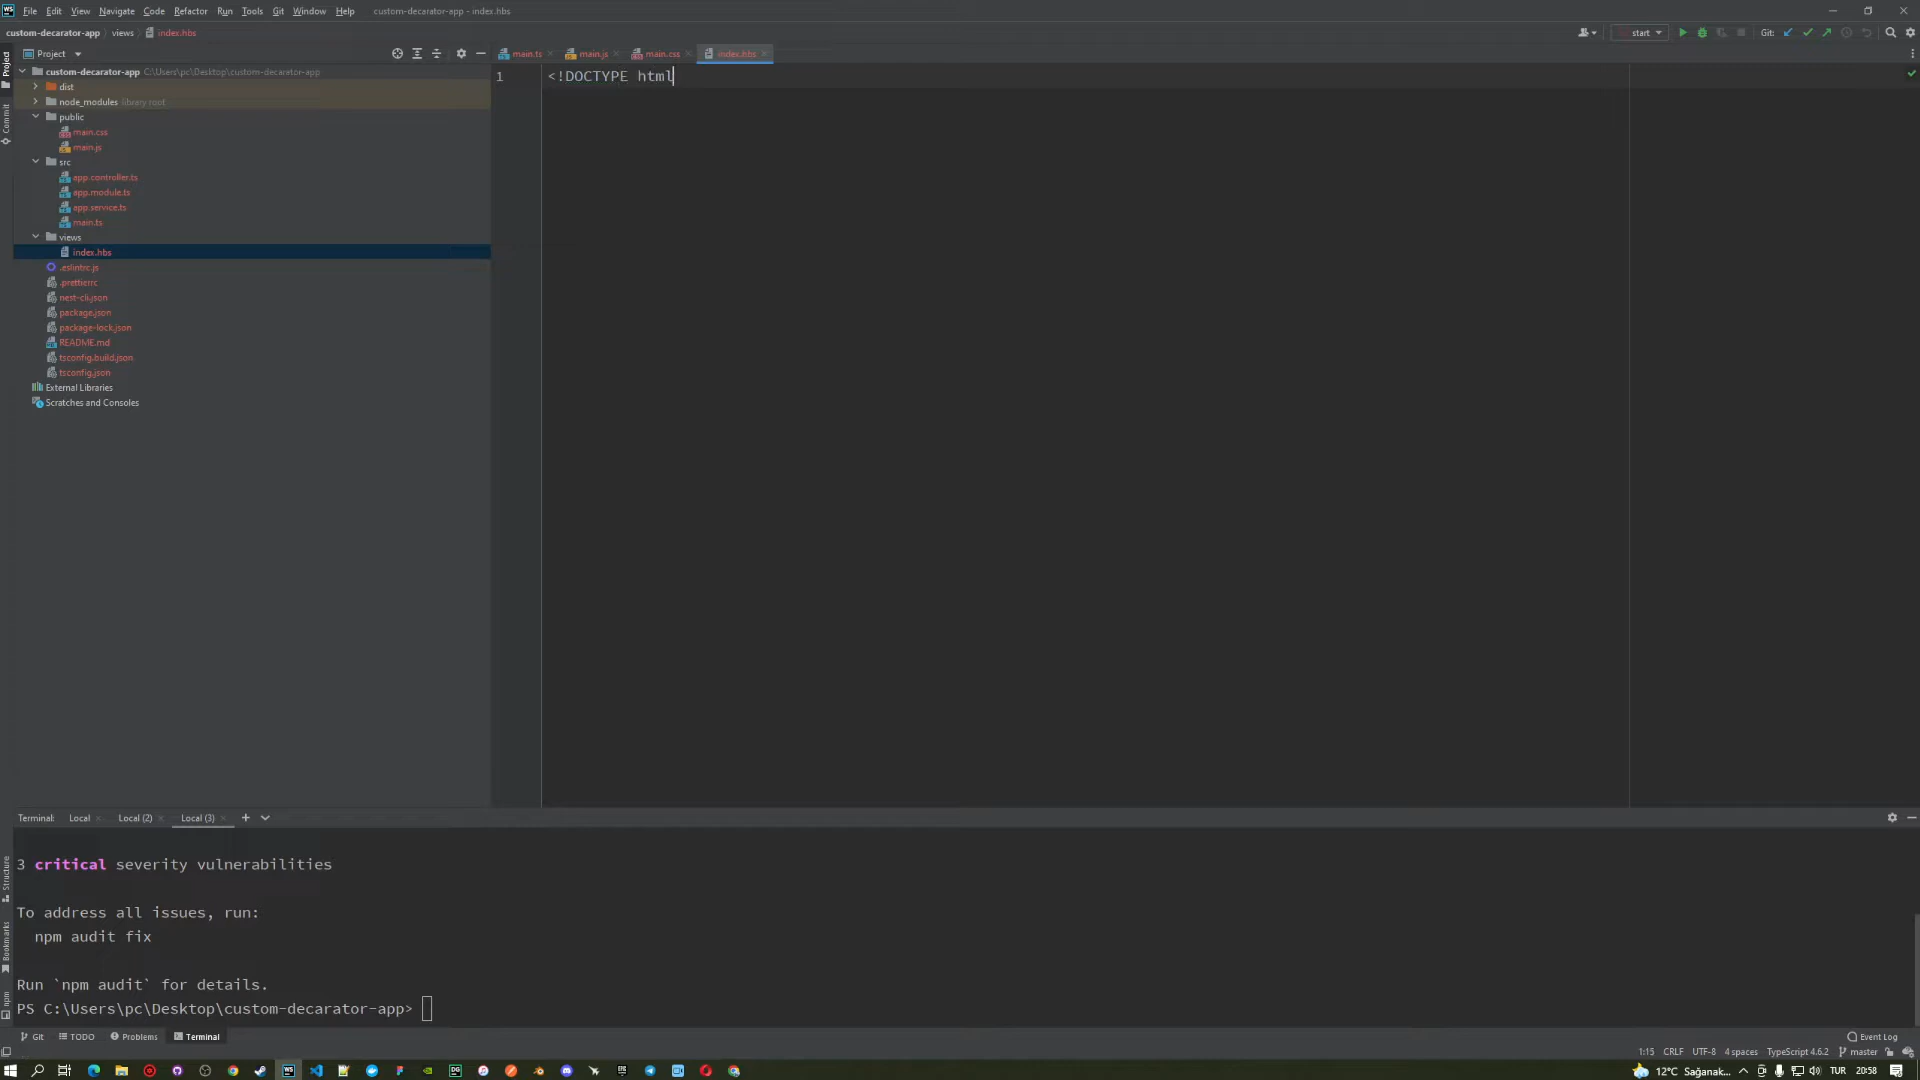 File Edit View Navigate Code Refactor Run Tools Git Window Help custom-decarator-app - index.hbs
custom-decarator-app views index.hbs
start Git:
Project
main.ts main.js main.css index.hbs
custom-decarator-app C:\Users\pc\Desktop\custom-decarator-app
dist
node_modules library root
public
main.css
main.js
src
app.controller.ts
app.module.ts
app.service.ts
main.ts
views
index.hbs
.eslintrc.js
.prettierrc
nest-cli.json
package.json
package-lock.json
README.md
tsconfig.build.json
tsconfig.json
External Libraries
Scratches and Consoles
1 <!DOCTYPE html
Project
Commit
Structure
Bookmarks
npm
Terminal: Local Local (2) Local (3)
3 critical severity vulnerabilities
To address all issues, run:
npm audit fix
Run `npm audit` for details.
PS C:\Users\pc\Desktop\custom-decarator-app>
Git TODO Problems Terminal
Event Log
1:15 CRLF UTF-8 4 spaces TypeScript 4.6.2 master
12°C Sağanak... TUR 20:58